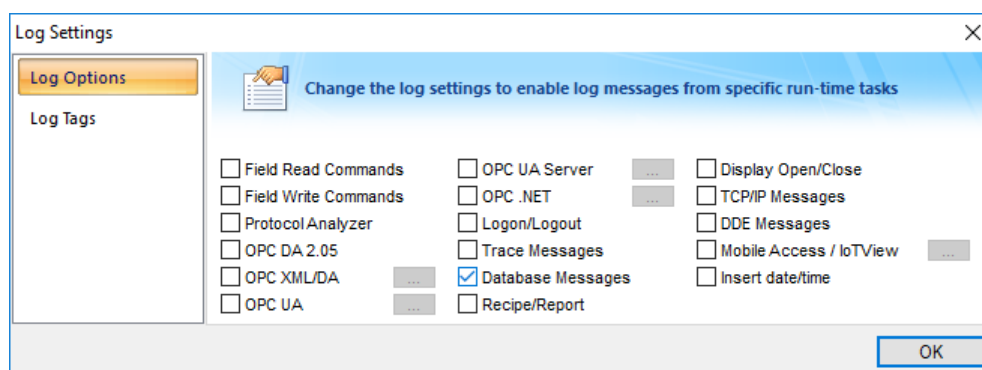 Log Settings
Log Options
Log Tags
Change the log settings to enable log messages from specific run-time tasks
Field Read Commands
Field Write Commands
Protocol Analyzer
OPC DA 2.05
OPC XML/DA ...
OPC UA ...
OPC UA Server ...
OPC .NET ...
Logon/Logout
Trace Messages
Database Messages
Recipe/Report
Display Open/Close
TCP/IP Messages
DDE Messages
Mobile Access / IoTView ...
Insert date/time
OK